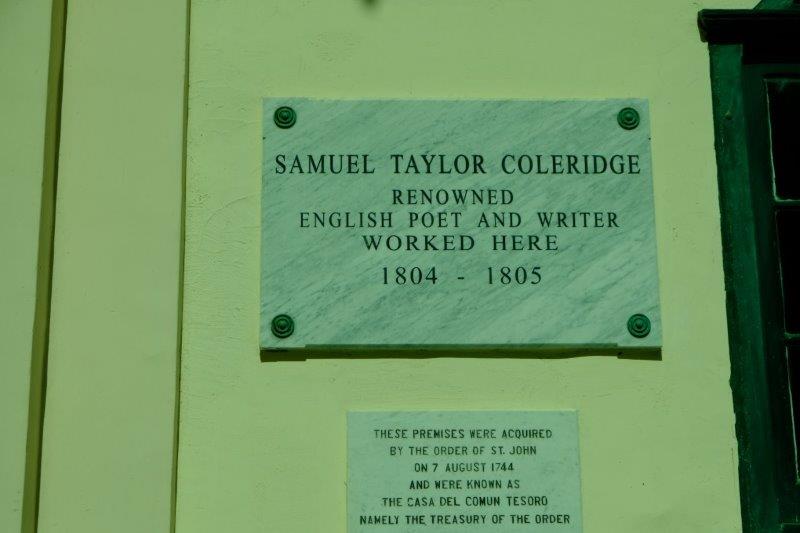 SAMUEL TAYLOR COLERIDGE
RENOWNED
ENGLISH POET AND WRITER
WORKED HERE
1804 - 1805
THESE PREMISES WERE ACQUIRED
BY THE ORDER OF ST. JOHN
ON 7 AUGUST 1744
AND WERE KNOWN AS
THE CASA DEL COMUN TESORO
NAMELY THE TREASURY OF THE ORDER